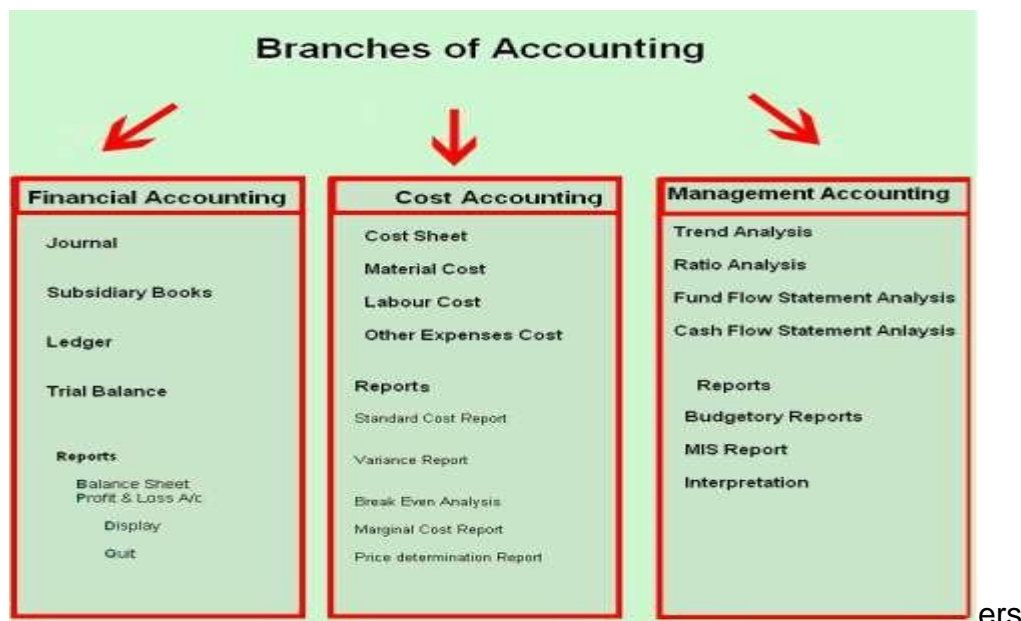 Branches of Accounting
Financial Accounting
Journal
Subsidiary Books
Ledger
Trial Balance
Reports
Balance Sheet
Profit & Loss A/c
Display
Quit
Cost Accounting
Cost Sheet
Material Cost
Labour Cost
Other Expenses Cost
Reports
Standard Cost Report
Variance Report
Break Even Analysis
Marginal Cost Report
Price determination Report
Management Accounting
Trend Analysis
Ratio Analysis
Fund Flow Statement Analysis
Cash Flow Statement Anlaysis
Reports
Budgetory Reports
MIS Report
Interpretation
ers